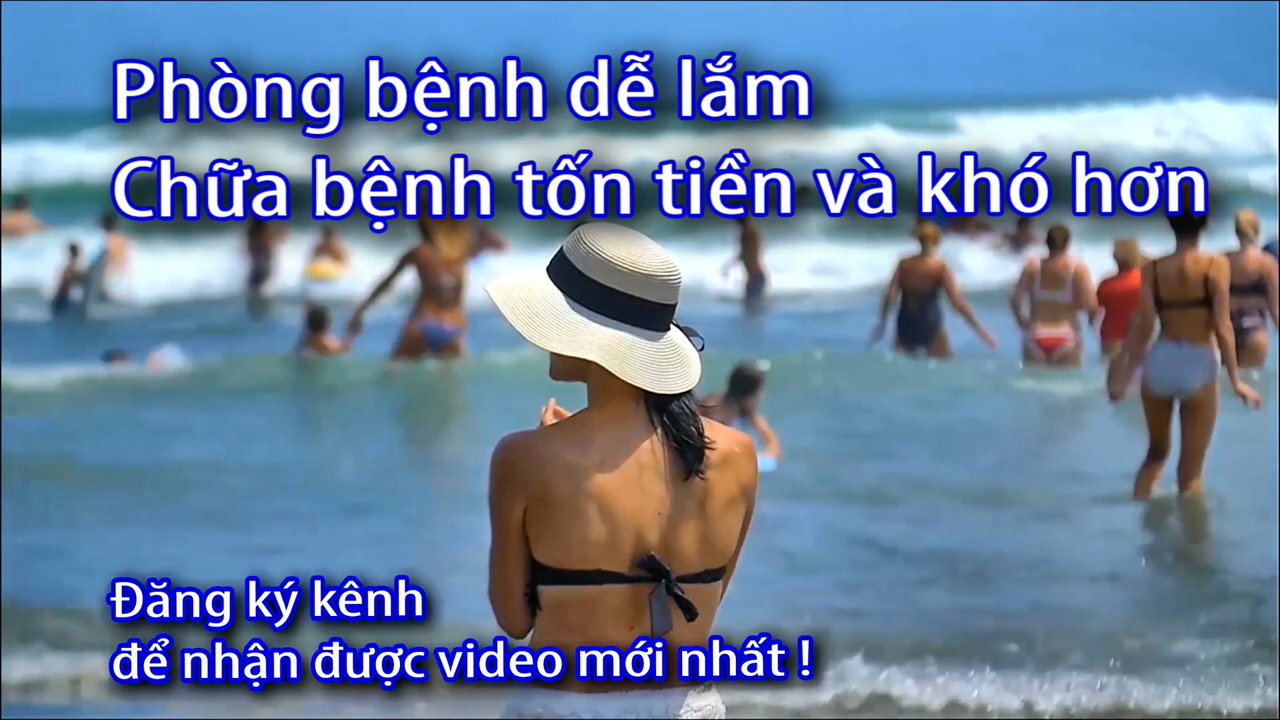 Phòng bệnh dễ lắm
Chữa bệnh tốn tiền và khó hơn
Đăng ký kênh
để nhận được video mới nhất !